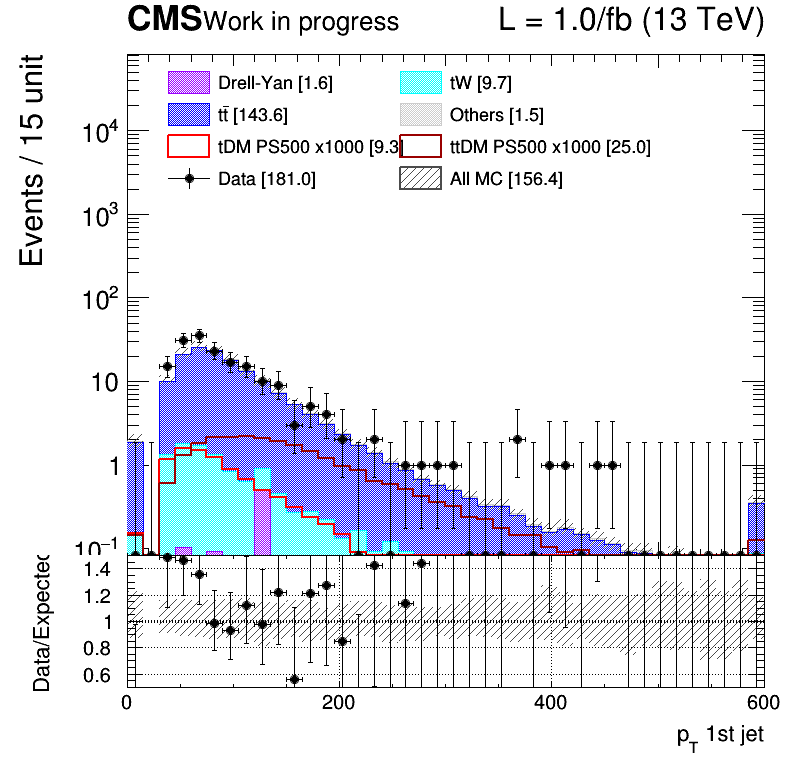 CMS Work in progress L = 1.0/fb (13 TeV)
Events / 15 unit
Drell-Yan [1.6] tW [9.7]
tt̄ [143.6] Others [1.5]
tDM PS500 x1000 [9.3 ttDM PS500 x1000 [25.0]
Data [181.0] All MC [156.4]
10⁴
10³
10²
10
1
10⁻¹
Data/Expected
1.4
1.2
1
0.8
0.6
0 200 400 600
p_T 1st jet